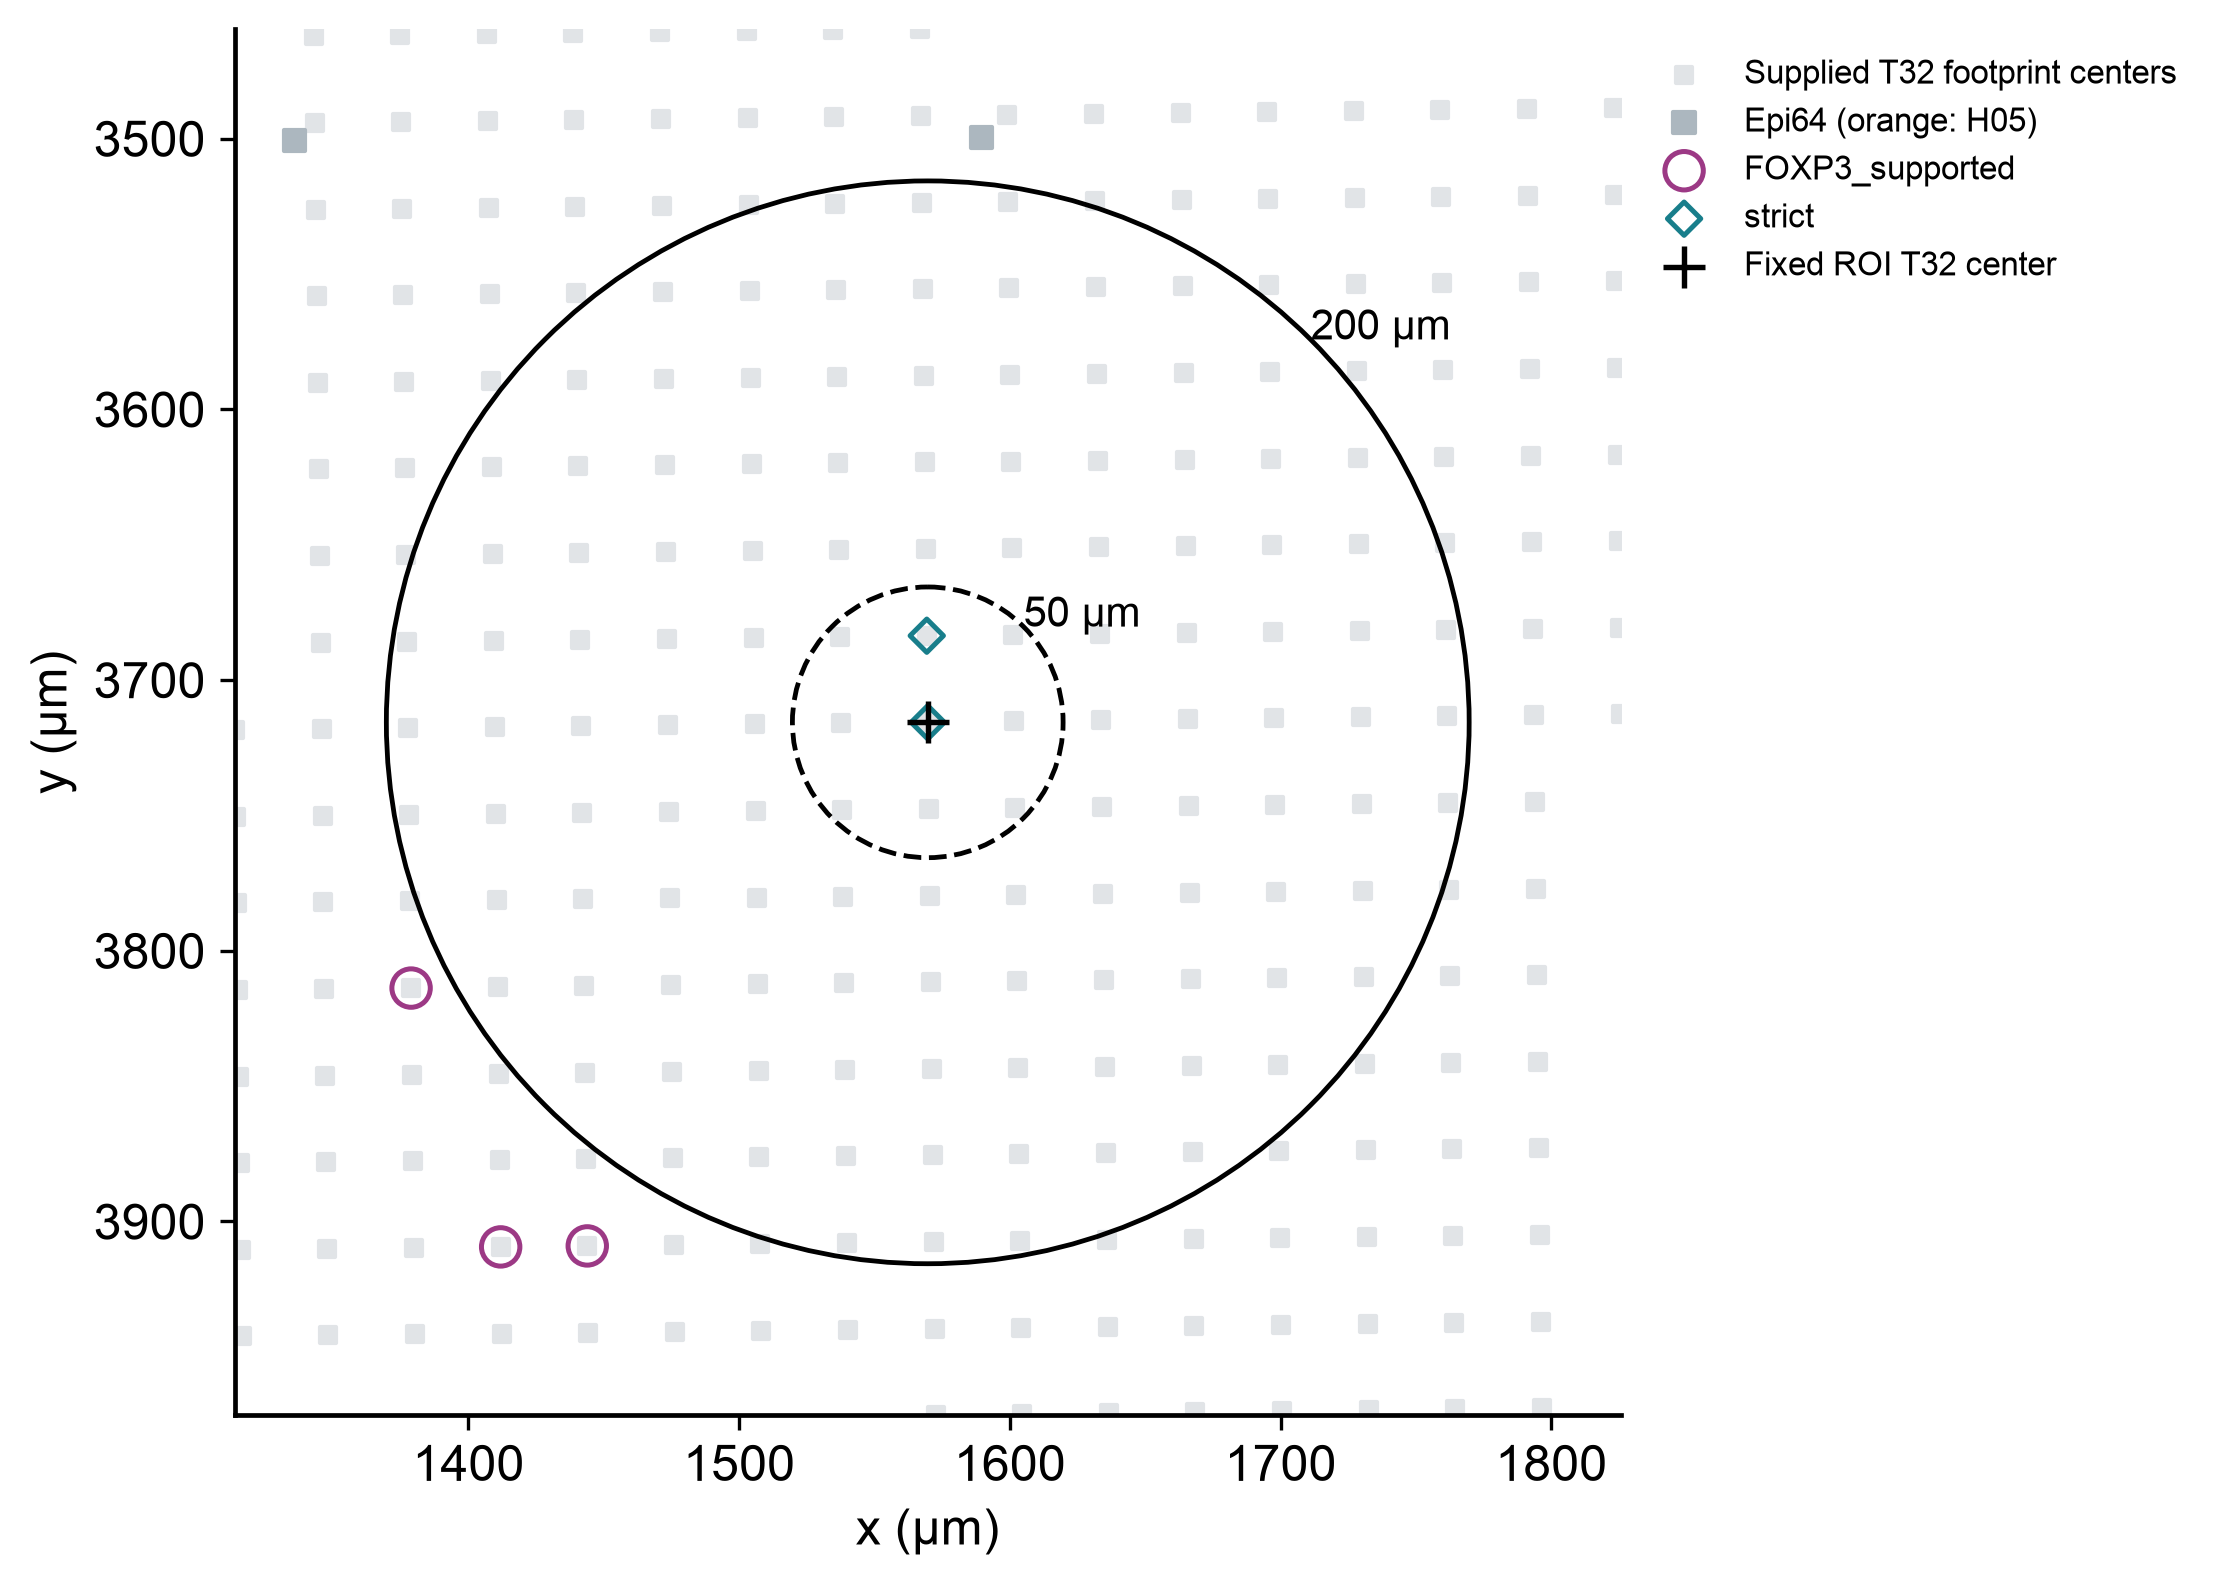 Supplied T32 footprint centers
Epi64 (orange: H05)
FOXP3_supported
strict
Fixed ROI T32 center
3500
3600
3700
3800
3900
y (μm)
200 μm
50 μm
1400 1500 1600 1700 1800
x (μm)